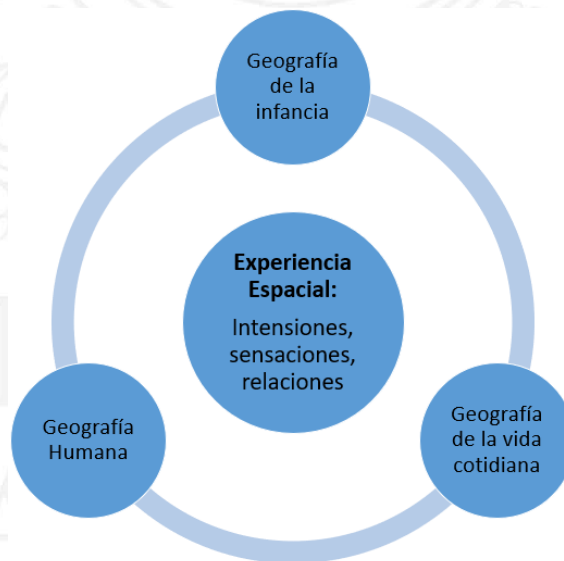 Geografía
de la
infancia
Experiencia
Espacial:
Intensiones,
sensaciones,
relaciones
Geografía
Humana
Geografía
de la vida
cotidiana